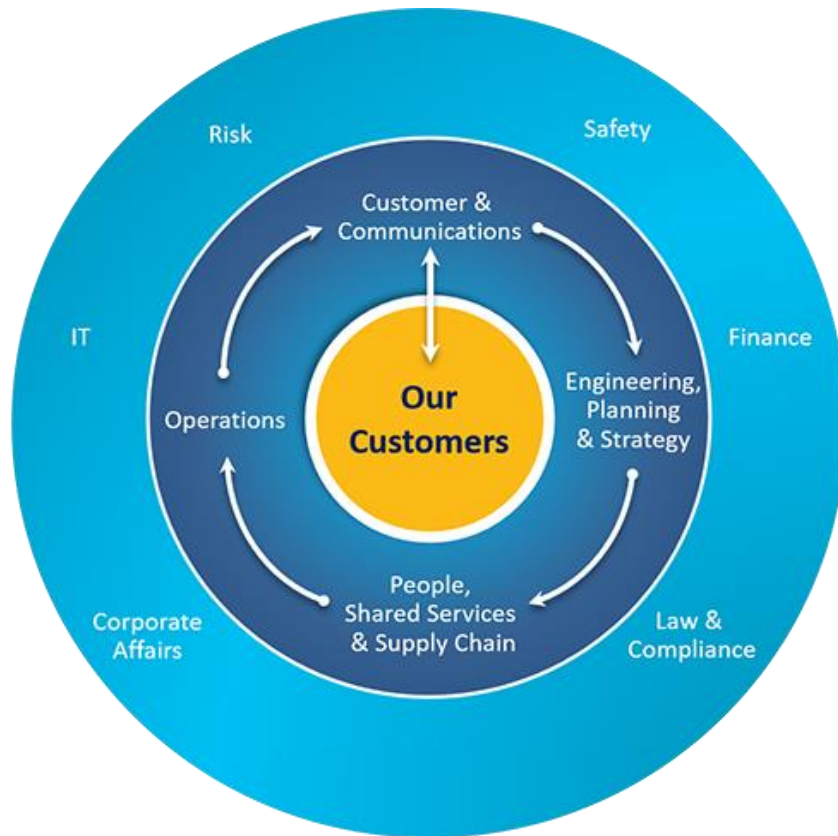 Risk
Safety
Customer &
Communications
IT
Finance
Our
Customers
Engineering,
Planning
& Strategy
Operations
People,
Shared Services
& Supply Chain
Corporate
Affairs
Law &
Compliance